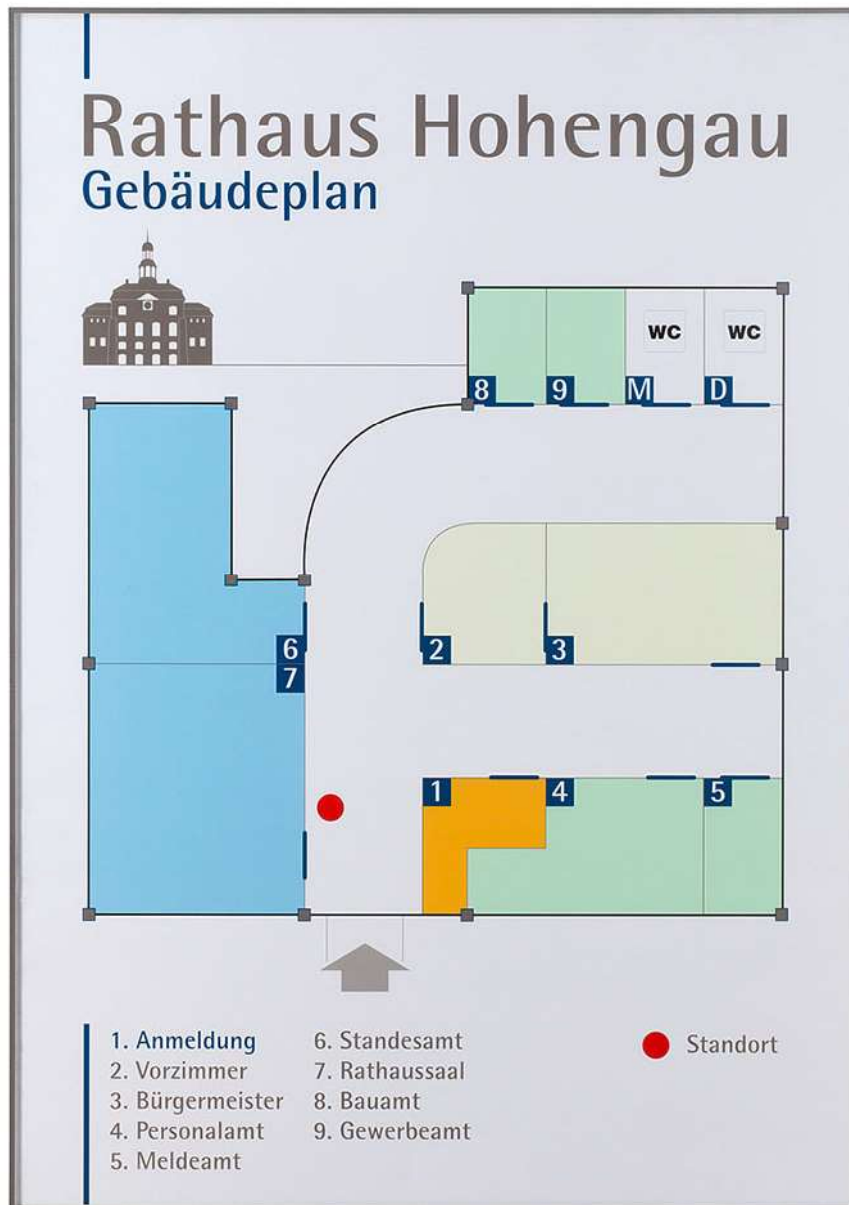 Rathaus Hohengau
Gebäudeplan
WC WC
8 9 M D
6 2 3
7
1 4 5
1. Anmeldung
2. Vorzimmer
3. Bürgermeister
4. Personalamt
5. Meldeamt
6. Standesamt
7. Rathaussaal
8. Bauamt
9. Gewerbeamt
Standort